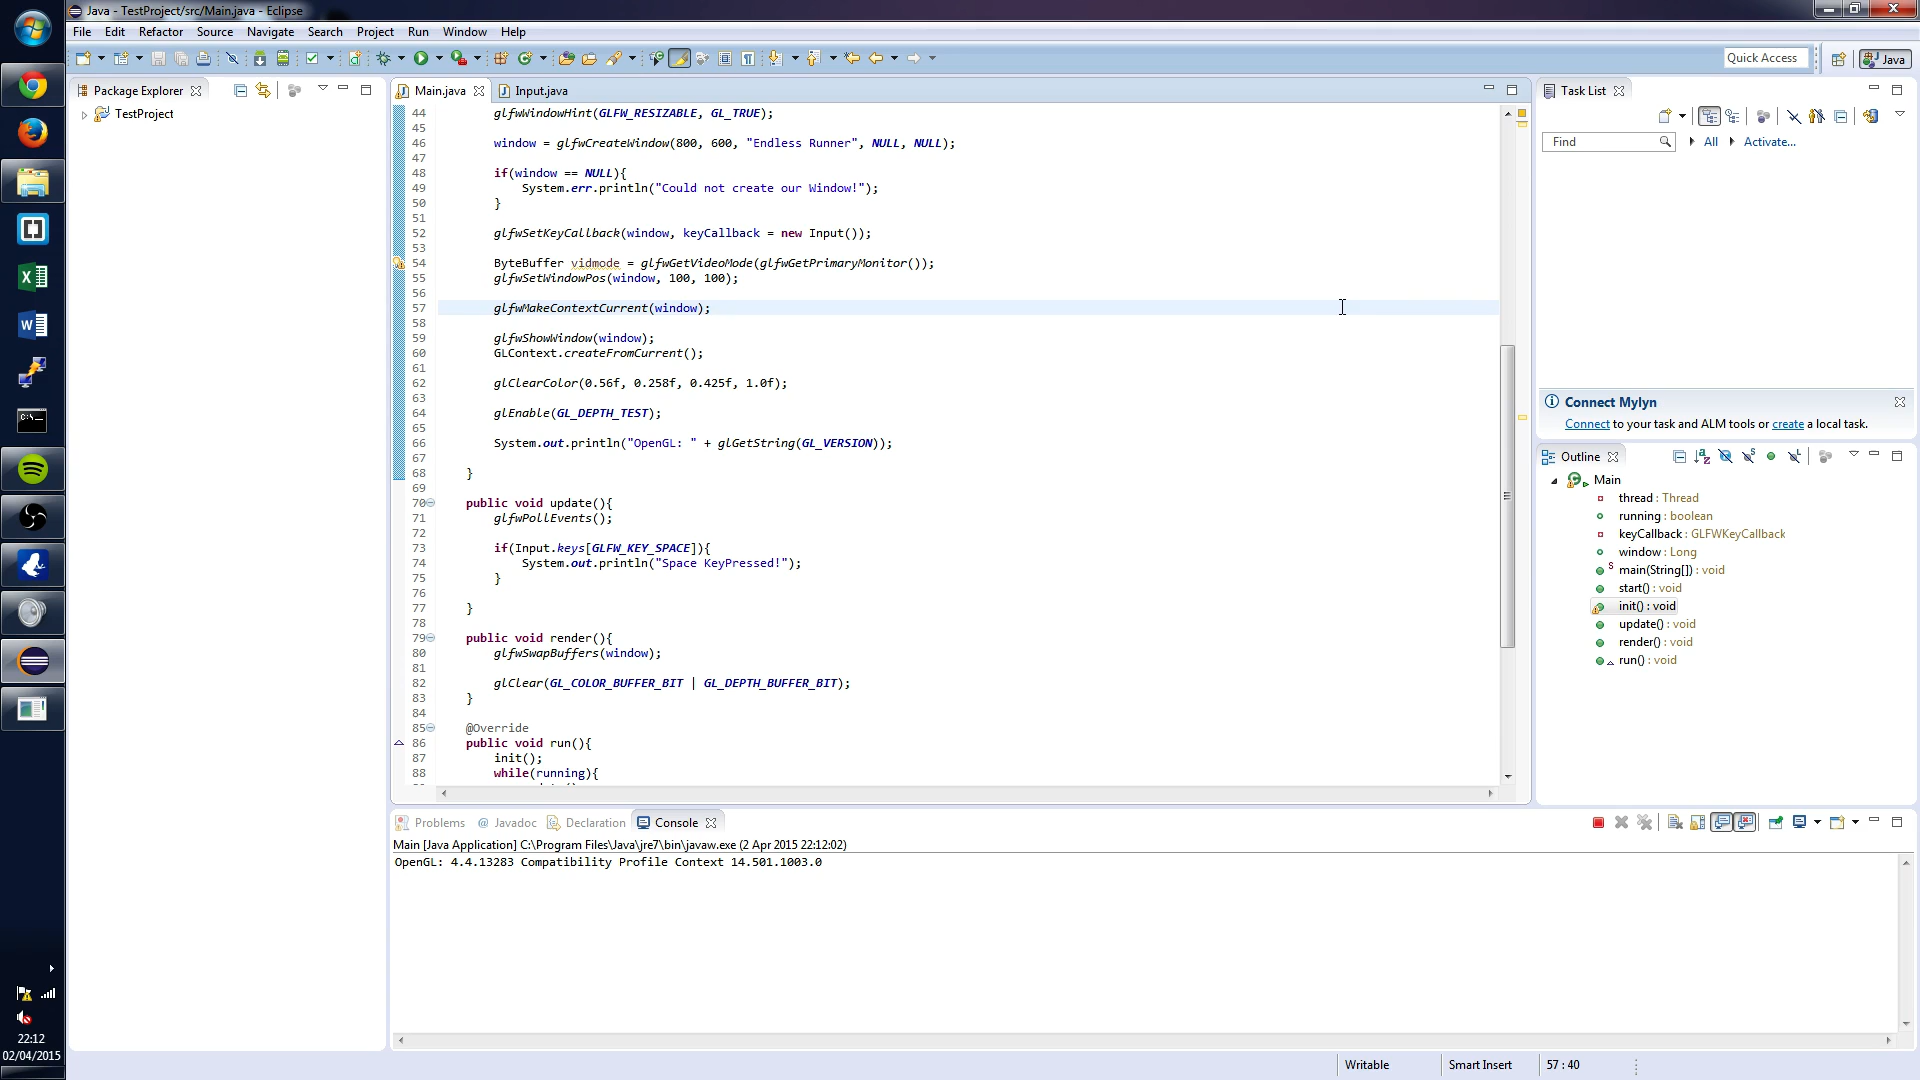 Java - TestProject/src/Main.java - Eclipse
File Edit Refactor Source Navigate Search Project Run Window Help
Quick Access
Java
Package Explorer
TestProject
Main.java
Input.java
44 glfwWindowHint(GLFW_RESIZABLE, GL_TRUE);
45
46 window = glfwCreateWindow(800, 600, "Endless Runner", NULL, NULL);
47
48 if(window == NULL){
49 System.err.println("Could not create our Window!");
50 }
51
52 glfwSetKeyCallback(window, keyCallback = new Input());
53
54 ByteBuffer vidmode = glfwGetVideoMode(glfwGetPrimaryMonitor());
55 glfwSetWindowPos(window, 100, 100);
56
57 glfwMakeContextCurrent(window);
58
59 glfwShowWindow(window);
60 GLContext.createFromCurrent();
61
62 glClearColor(0.56f, 0.258f, 0.425f, 1.0f);
63
64 glEnable(GL_DEPTH_TEST);
65
66 System.out.println("OpenGL: " + glGetString(GL_VERSION));
67
68 }
69
70 public void update(){
71 glfwPollEvents();
72
73 if(Input.keys[GLFW_KEY_SPACE]){
74 System.out.println("Space KeyPressed!");
75 }
76
77 }
78
79 public void render(){
80 glfwSwapBuffers(window);
81
82 glClear(GL_COLOR_BUFFER_BIT | GL_DEPTH_BUFFER_BIT);
83 }
84
85 @Override
86 public void run(){
87 init();
88 while(running){
Task List
Find
All
Activate...
Connect Mylyn
Connect to your task and ALM tools or create a local task.
Outline
Main
thread : Thread
running : boolean
keyCallback : GLFWKeyCallback
window : Long
main(String[]) : void
start() : void
init() : void
update() : void
render() : void
run() : void
Problems
@ Javadoc
Declaration
Console
Main [Java Application] C:\Program Files\Java\jre7\bin\javaw.exe (2 Apr 2015 22:12:02)
OpenGL: 4.4.13283 Compatibility Profile Context 14.501.1003.0
Writable
Smart Insert
57 : 40
22:12
02/04/2015